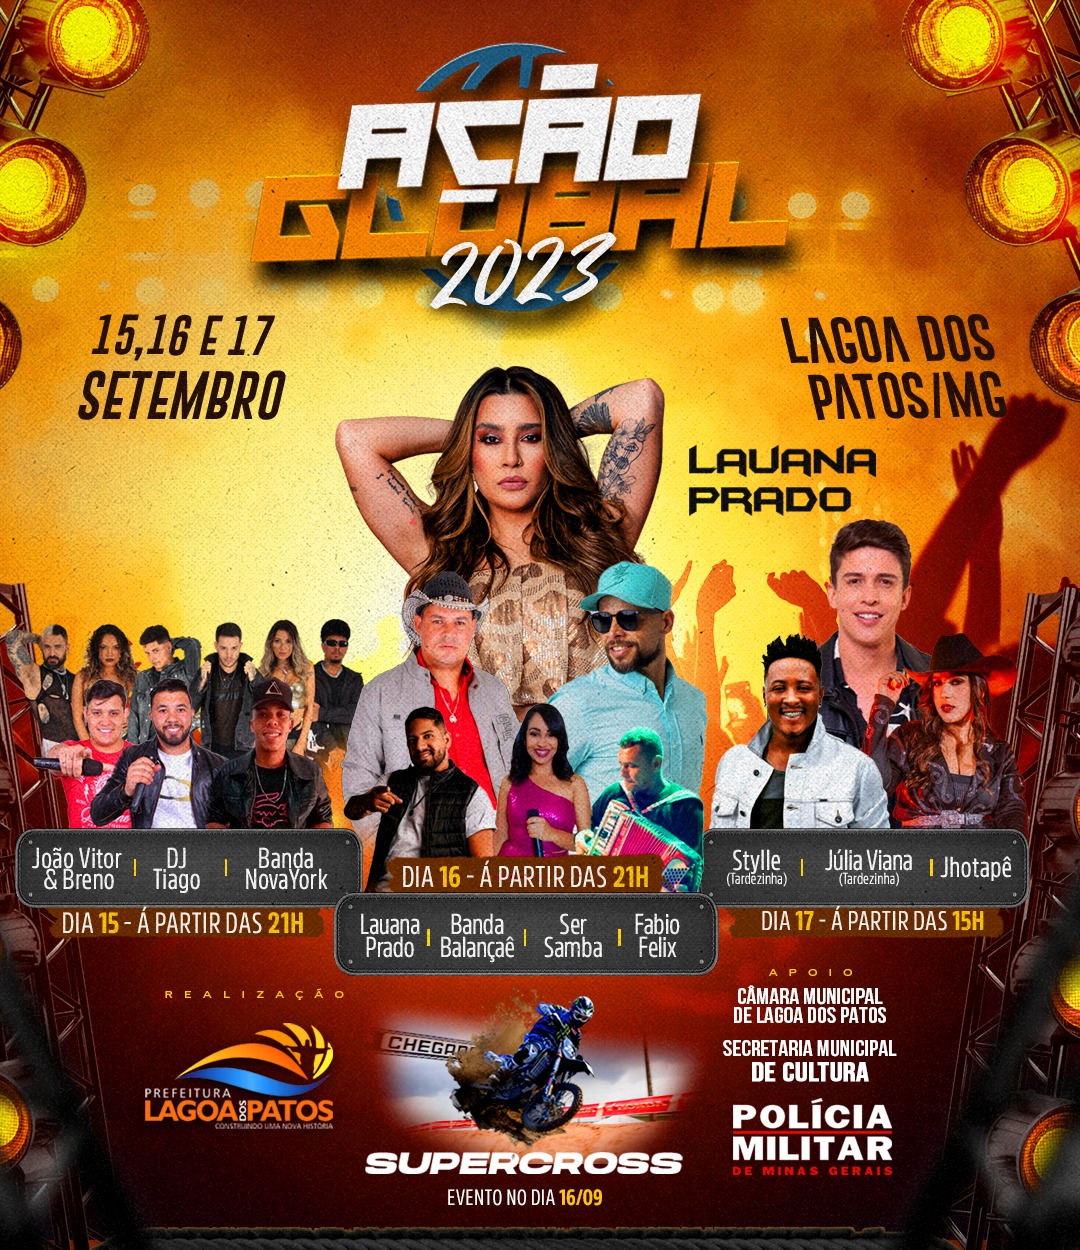 AÇÃO
GLOBAL
2023
15,16 E 17
SETEMBRO
LAGOA DOS
PATOS/MG
LAUANA
PRADO
João Vitor
& Breno
DJ
Tiago
Banda
NovaYork
DIA 15 - Á PARTIR DAS 21H
DIA 16 - Á PARTIR DAS 21H
Lauana
Prado
Banda
Balançaê
Ser
Samba
Fabio
Felix
Stylle
(Tardezinha)
Júlia Viana
(Tardezinha)
Jhotapê
DIA 17 - Á PARTIR DAS 15H
REALIZAÇÃO
PREFEITURA
LAGOA DOS PATOS
CONSTRUINDO UMA NOVA HISTÓRIA
SUPERCROSS
EVENTO NO DIA 16/09
APOIO
CÂMARA MUNICIPAL
DE LAGOA DOS PATOS
SECRETARIA MUNICIPAL
DE CULTURA
POLÍCIA
MILITAR
DE MINAS GERAIS